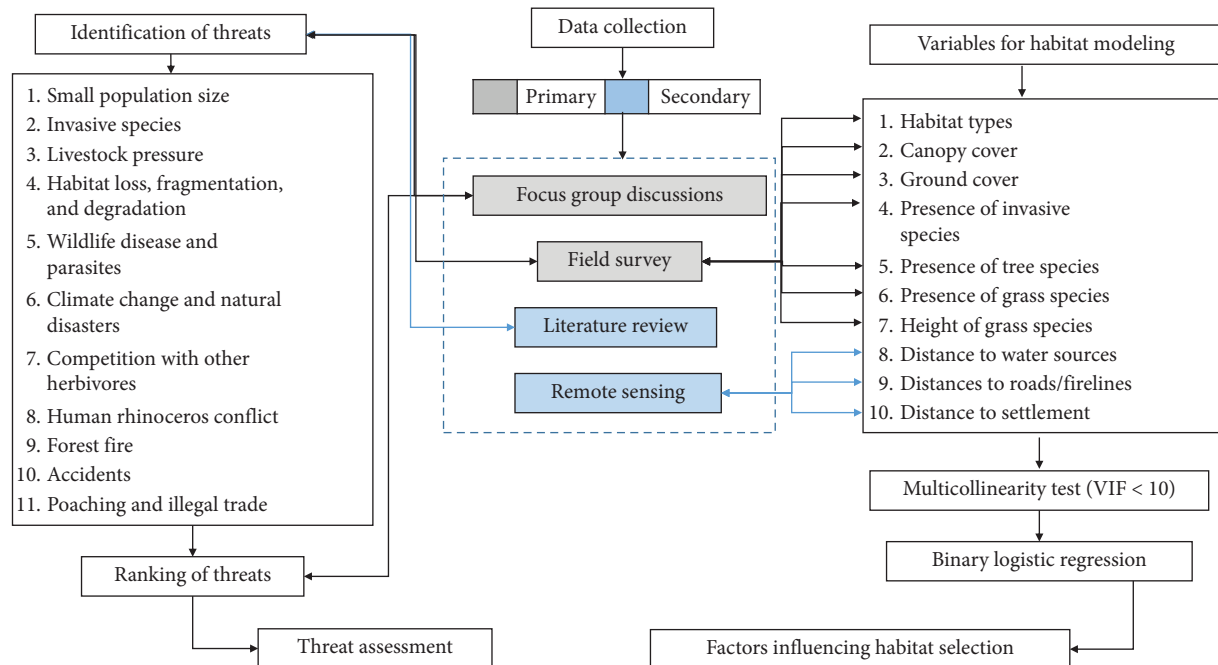 Identification of threats
1. Small population size
2. Invasive species
3. Livestock pressure
4. Habitat loss, fragmentation,
and degradation
5. Wildlife disease and
parasites
6. Climate change and natural
disasters
7. Competition with other
herbivores
8. Human rhinoceros conflict
9. Forest fire
10. Accidents
11. Poaching and illegal trade
Ranking of threats
Threat assessment
Data collection
Primary Secondary
Focus group discussions
Field survey
Literature review
Remote sensing
Variables for habitat modeling
1. Habitat types
2. Canopy cover
3. Ground cover
4. Presence of invasive
species
5. Presence of tree species
6. Presence of grass species
7. Height of grass species
8. Distance to water sources
9. Distances to roads/firelines
10. Distance to settlement
Multicollinearity test (VIF < 10)
Binary logistic regression
Factors influencing habitat selection